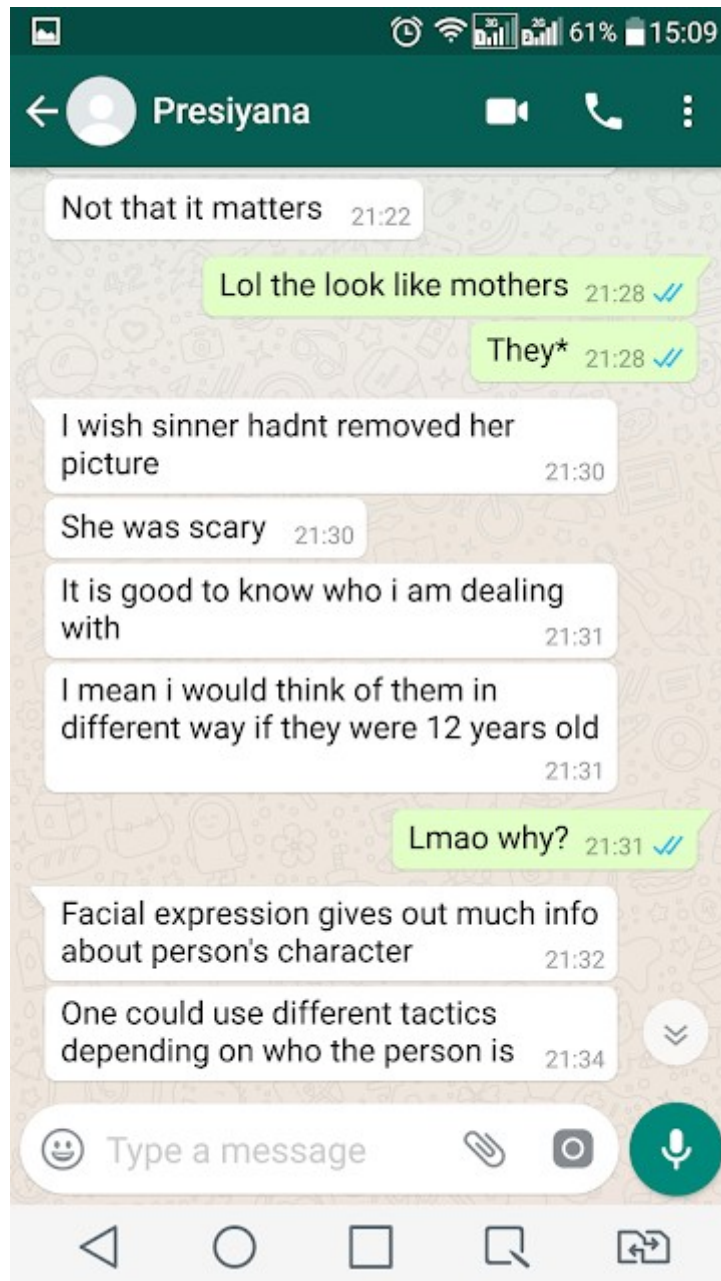 61% 15:09
Presiyana
Not that it matters 21:22
Lol the look like mothers 21:28
They* 21:28
I wish sinner hadnt removed her
picture 21:30
She was scary 21:30
It is good to know who i am dealing
with 21:31
I mean i would think of them in
different way if they were 12 years old
21:31
Lmao why? 21:31
Facial expression gives out much info
about person's character 21:32
One could use different tactics
depending on who the person is 21:34
Type a message